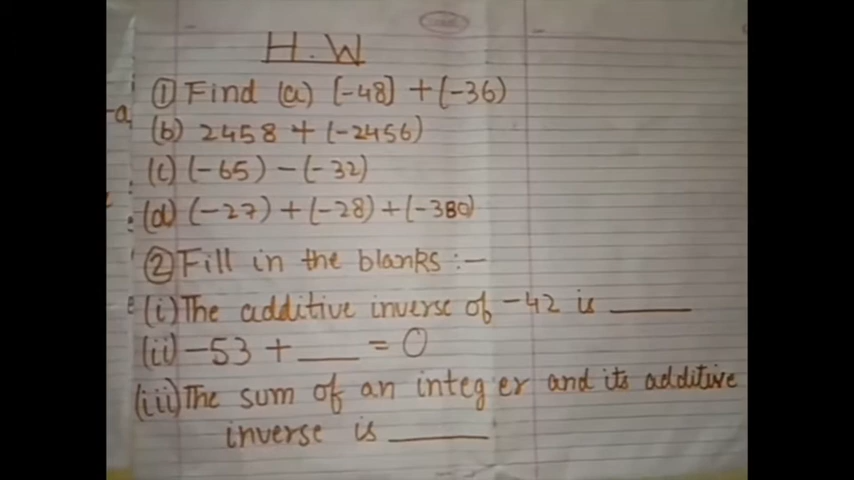 H.W
① Find (a) (-48) + (-36)
(b) 2458 + (-2456)
(c) (-65) - (-32)
(d) (-27) + (-28) + (-380)
② Fill in the blanks :-
(i) The additive inverse of -42 is ____
(ii) -53 + ____ = 0
(iii) The sum of an integer and its additive
inverse is ____